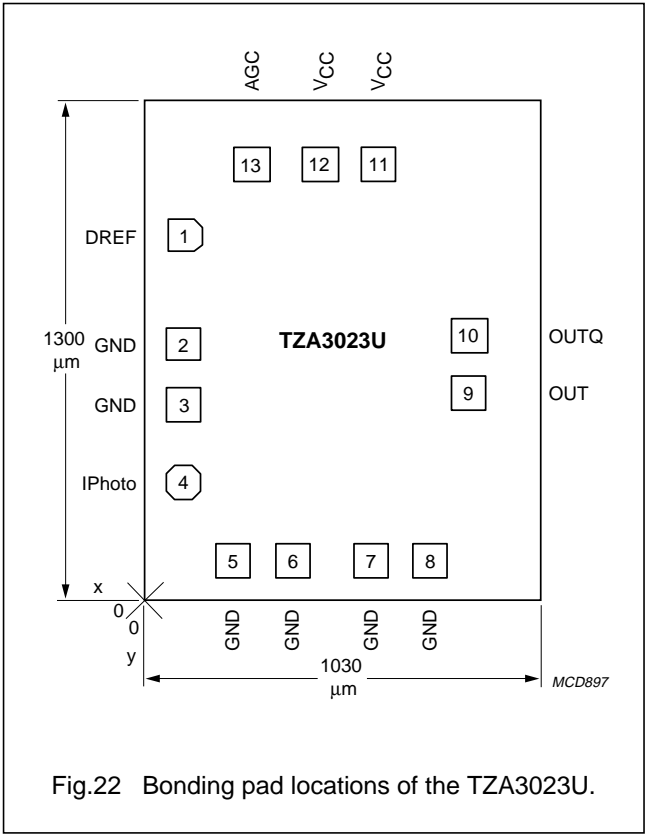 AGC
VCC
VCC
13
12
11
DREF
1
1300
μm
GND
2
TZA3023U
10
OUTQ
GND
3
9
OUT
IPhoto
4
5
6
7
8
x
0
0
y
GND
GND
GND
GND
1030
μm
MCD897
Fig.22 Bonding pad locations of the TZA3023U.